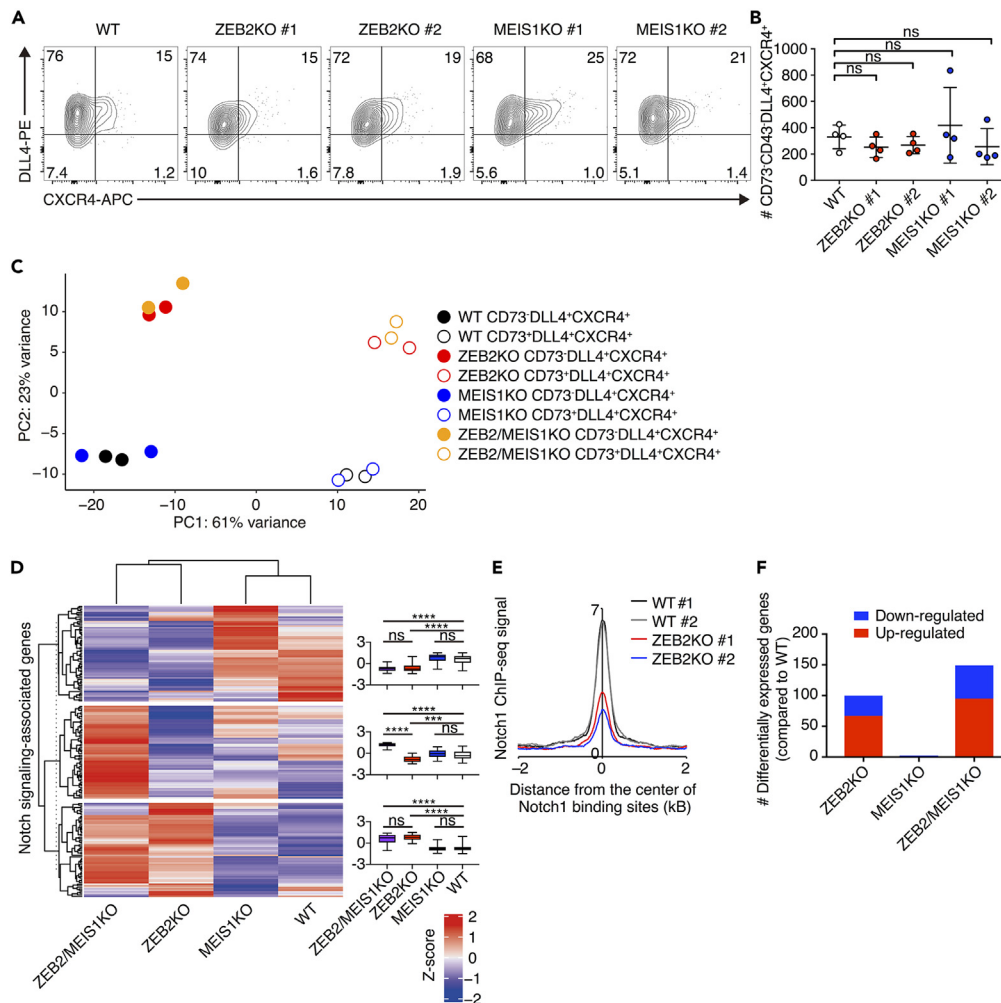 A
WT
ZEB2KO #1
ZEB2KO #2
MEIS1KO #1
MEIS1KO #2
76 15
7.4 1.2
74 15
10 1.6
72 19
7.8 1.9
68 25
5.6 1.0
72 21
5.1 1.4
DLL4-PE
CXCR4-APC
B
# CD73⁻CD43⁻DLL4⁺CXCR4⁺
1000
800
600
400
200
0
ns
ns
ns
ns
WT
ZEB2KO #1
ZEB2KO #2
MEIS1KO #1
MEIS1KO #2
C
PC2: 23% variance
10
5
0
−5
−10
−20 −10 0 10 20
PC1: 61% variance
WT CD73⁻DLL4⁺CXCR4⁺
WT CD73⁺DLL4⁺CXCR4⁺
ZEB2KO CD73⁻DLL4⁺CXCR4⁺
ZEB2KO CD73⁺DLL4⁺CXCR4⁺
MEIS1KO CD73⁻DLL4⁺CXCR4⁺
MEIS1KO CD73⁺DLL4⁺CXCR4⁺
ZEB2/MEIS1KO CD73⁻DLL4⁺CXCR4⁺
ZEB2/MEIS1KO CD73⁺DLL4⁺CXCR4⁺
D
Notch signaling-associated genes
ZEB2/MEIS1KO
ZEB2KO
MEIS1KO
WT
****
****
ns ns
3
0
-3
****
***
**** ns
3
0
-3
****
****
ns ns
3
0
-3
ZEB2/MEIS1KO
ZEB2KO
MEIS1KO
WT
Z-score
2
1
0
−1
−2
E
Notch1 ChIP-seq signal
7
0
WT #1
WT #2
ZEB2KO #1
ZEB2KO #2
−2 0 2
Distance from the center of
Notch1 binding sites (kB)
F
Down-regulated
Up-regulated
# Differentially expressed genes
(compared to WT)
200
150
100
50
0
ZEB2KO
MEIS1KO
ZEB2/MEIS1KO